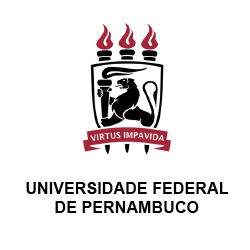 VIRTUS IMPAVIDA
UNIVERSIDADE FEDERAL
DE PERNAMBUCO